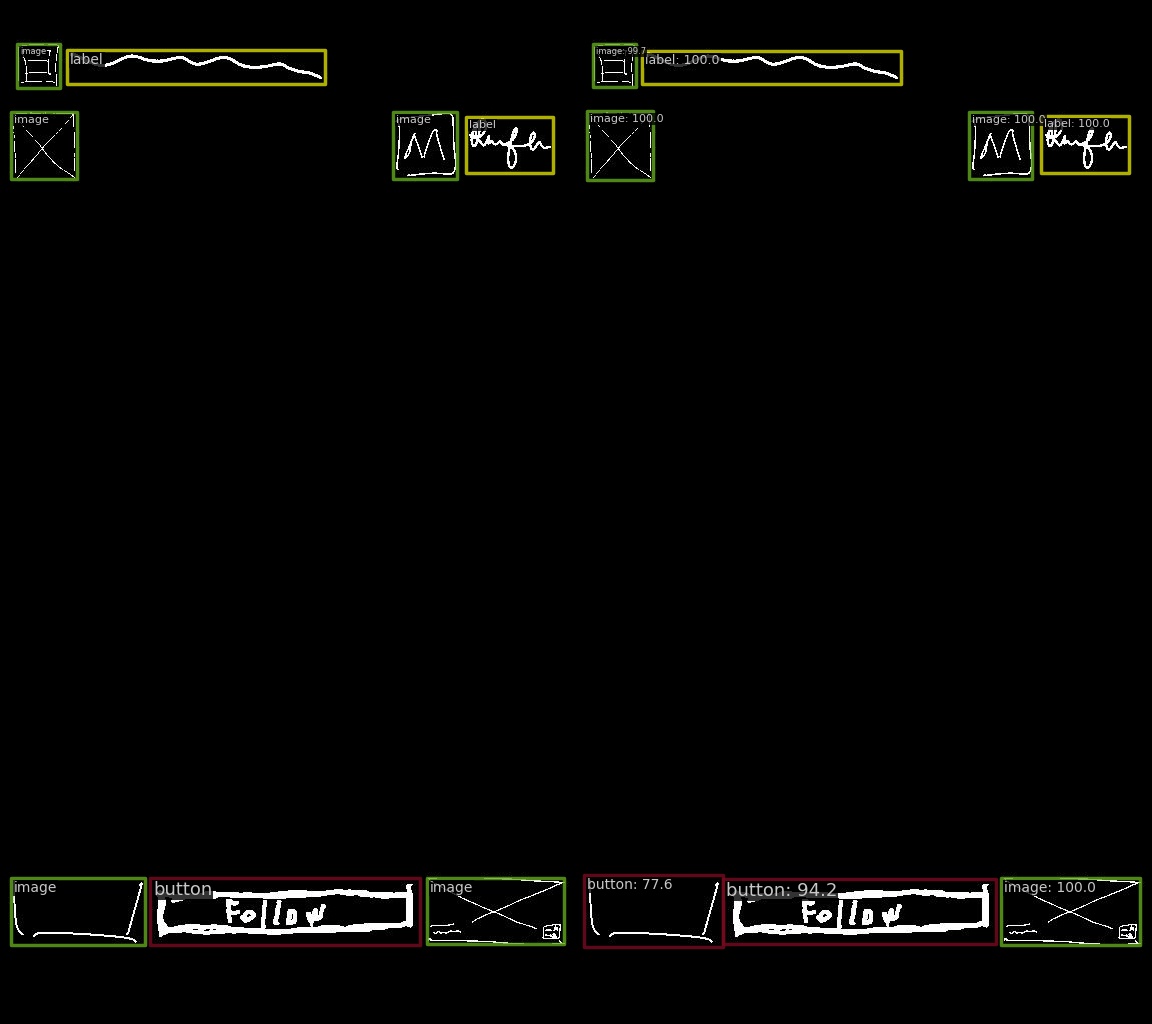 image image: 99.7
label label: 100.0
image image label image: 100.0 image: 100.0 label: 100.0
image button image button: 77.6 button: 94.2 image: 100.0
Follow Follow